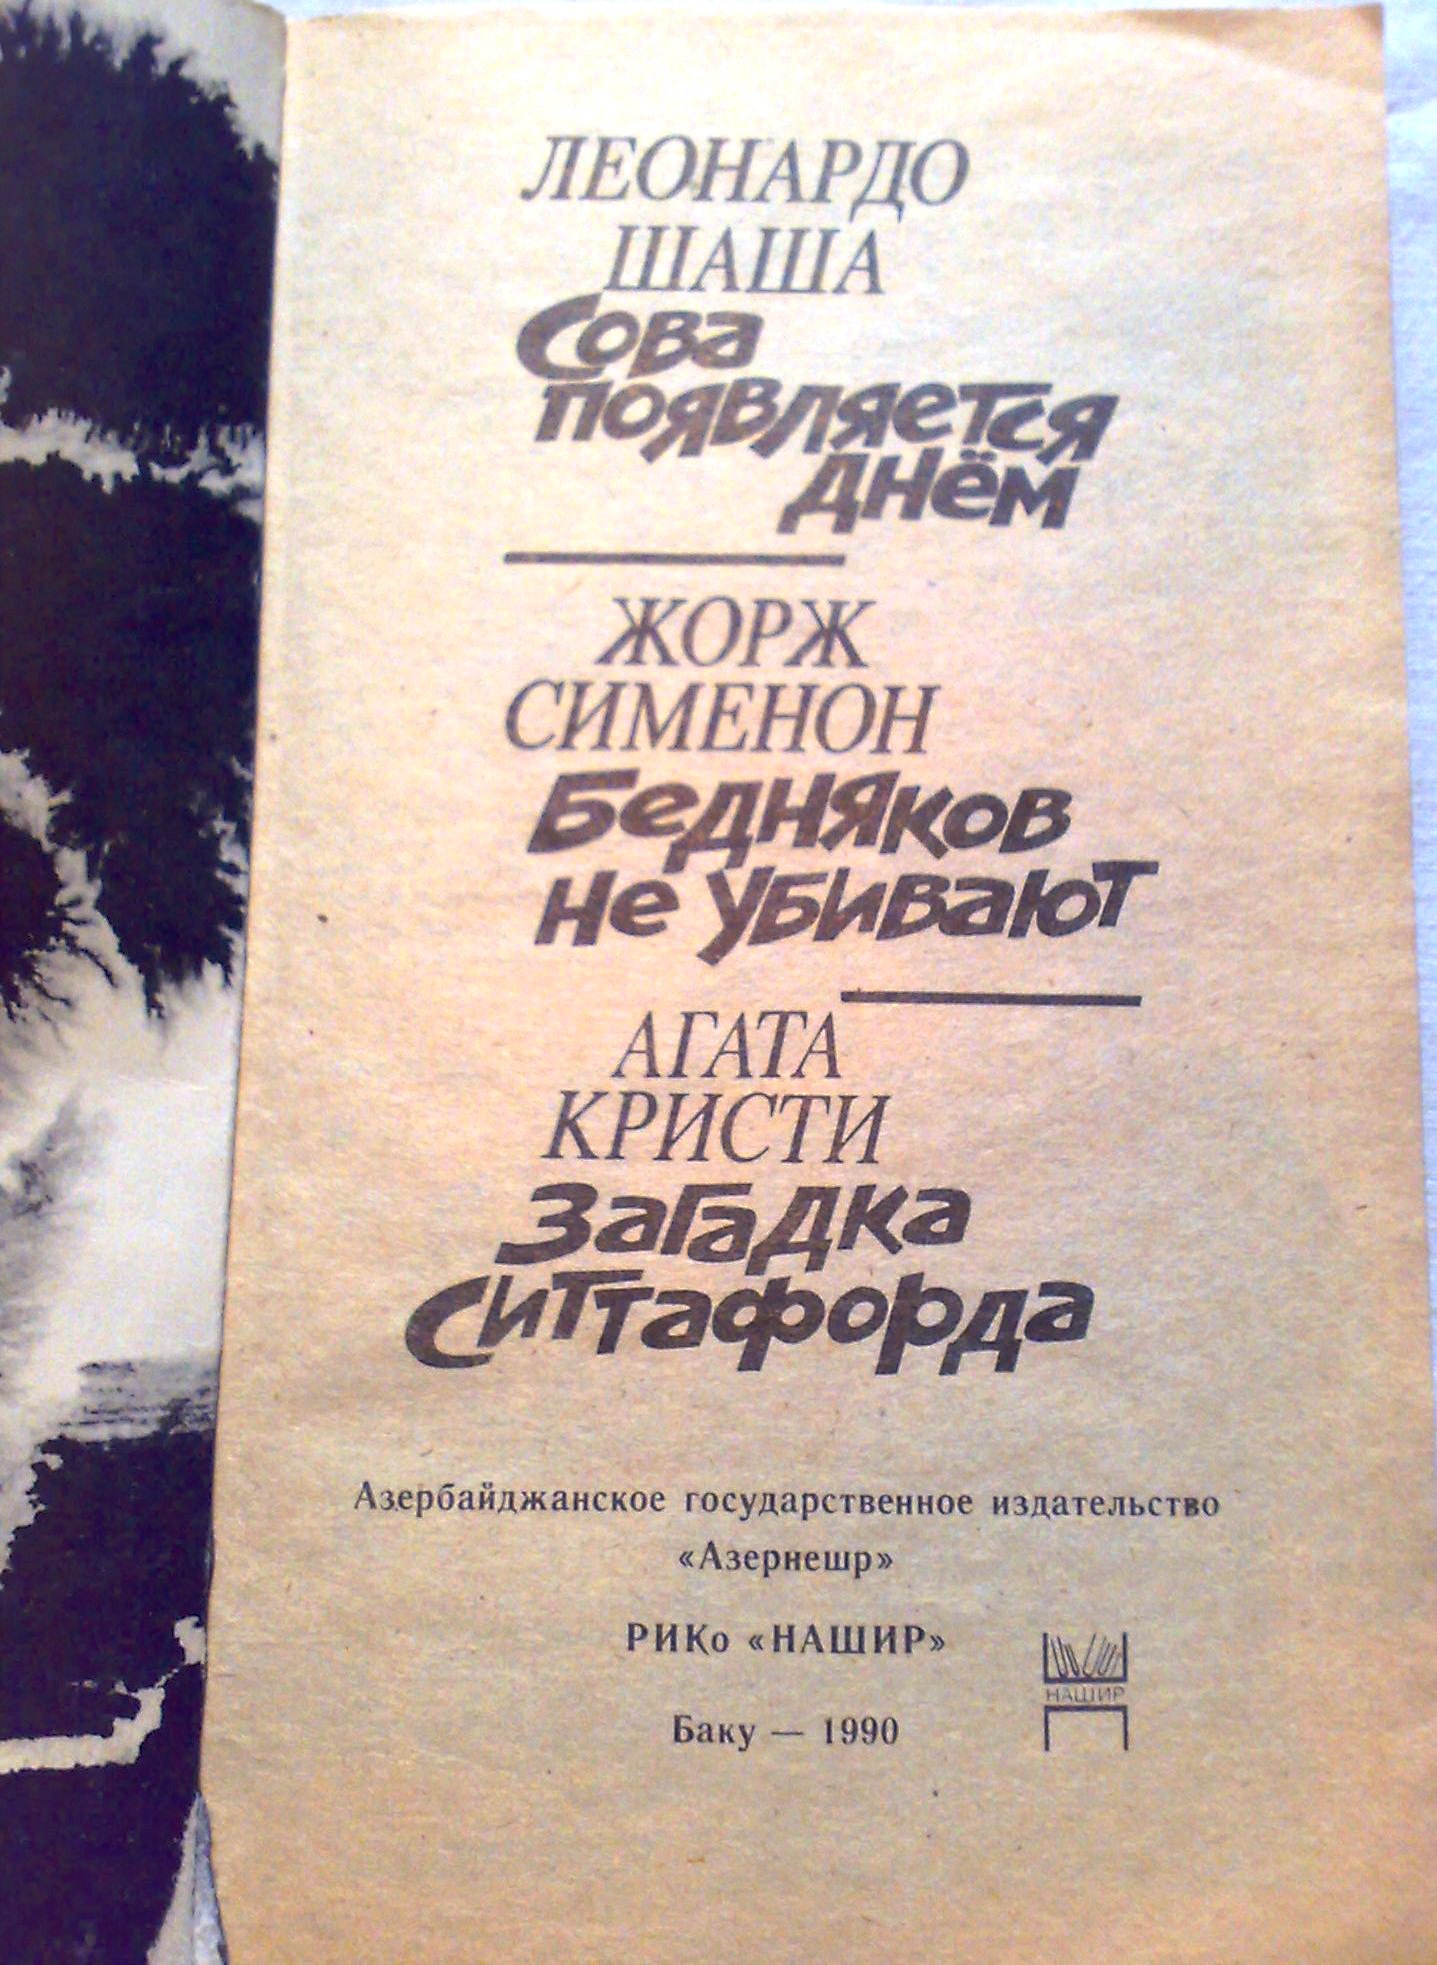 ЛЕОНАРДО
ШАША
Сова
появляется
днём
ЖОРЖ
СИМЕНОН
Бедняков
не убивают
АГАТА
КРИСТИ
Загадка
Ситтафорда
Азербайджанское государственное издательство
«Азернешр»
РИКо «НАШИР»
НАШИР
Баку — 1990